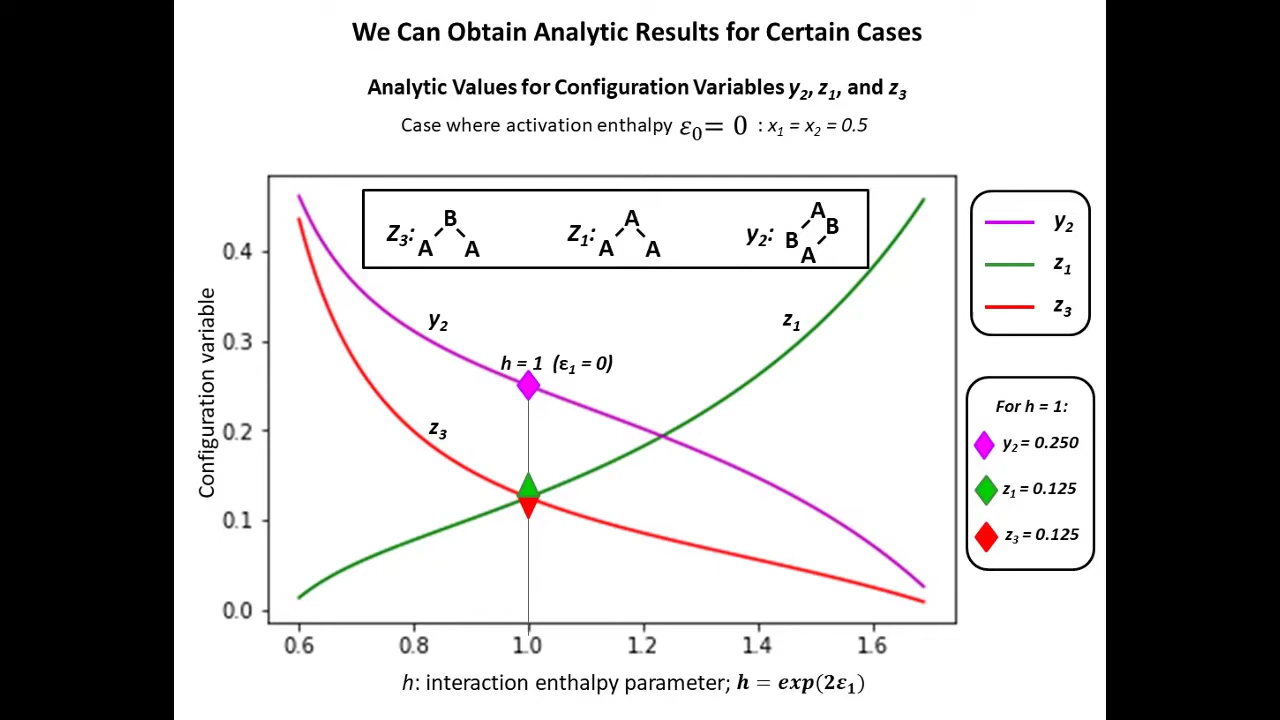 We Can Obtain Analytic Results for Certain Cases
Analytic Values for Configuration Variables y₂, z₁, and z₃
Case where activation enthalpy ε₀= 0 : x₁ = x₂ = 0.5
Z₃: B A A
Z₁: A A A
y₂: A B B A
y₂
z₁
z₃
y₂
z₁
h = 1 (ε₁ = 0)
z₃
For h = 1:
y₂ = 0.250
z₁ = 0.125
z₃ = 0.125
Configuration variable
0.4
0.3
0.2
0.1
0.0
0.6 0.8 1.0 1.2 1.4 1.6
h: interaction enthalpy parameter; h = exp(2ε₁)